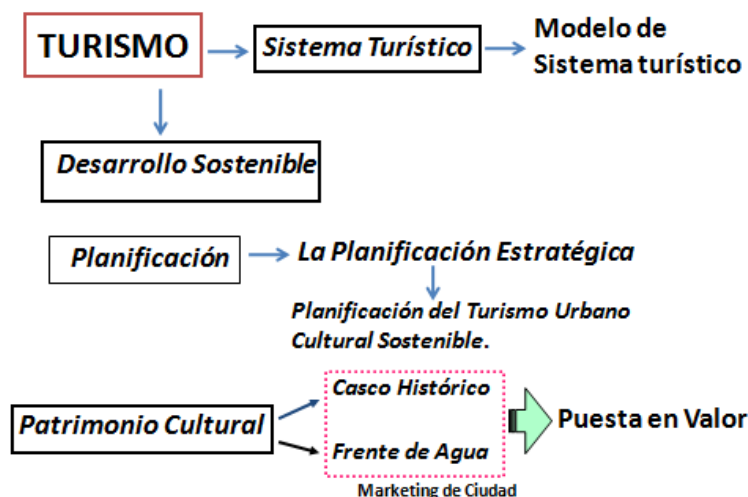 TURISMO
Sistema Turístico
Modelo de
Sistema turístico
Desarrollo Sostenible
Planificación
La Planificación Estratégica
Planificación del Turismo Urbano
Cultural Sostenible.
Patrimonio Cultural
Casco Histórico
Frente de Agua
Puesta en Valor
Marketing de Ciudad